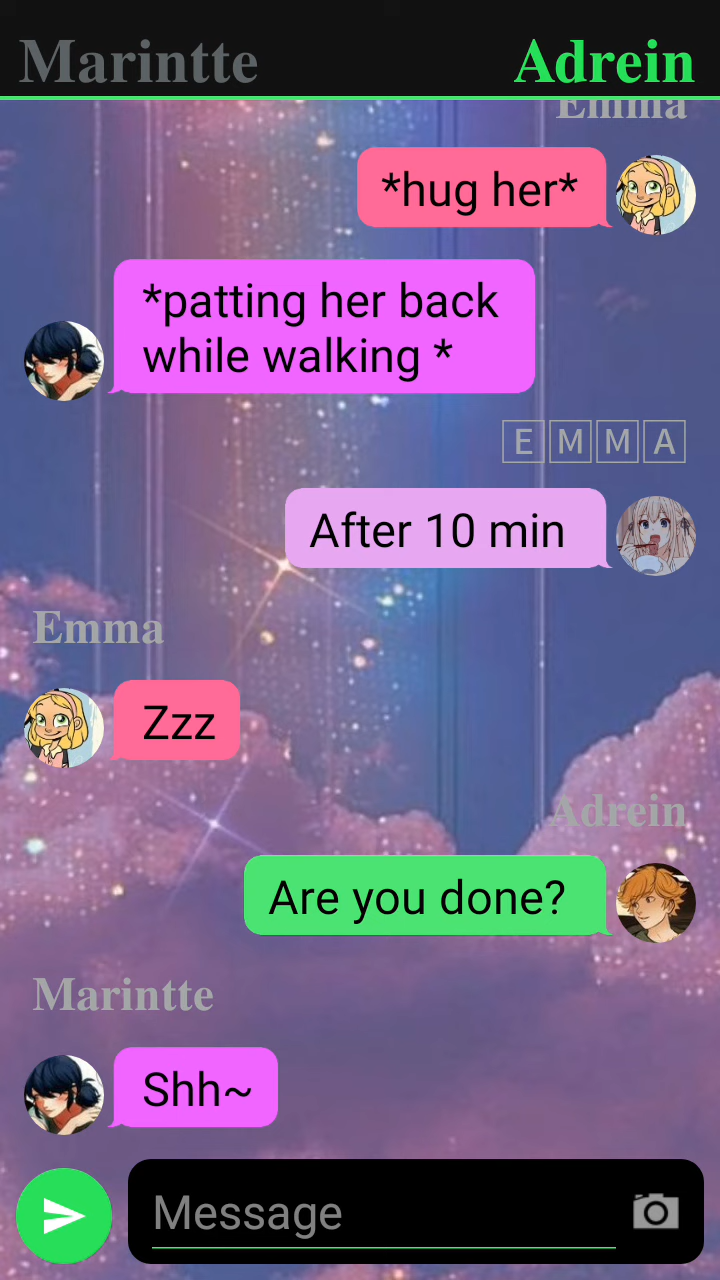 Marintte Adrein
Emma
*hug her*
*patting her back
while walking *
🄴🄼🄼🄰
After 10 min
Emma
Zzz
Adrein
Are you done?
Marintte
Shh~
Message